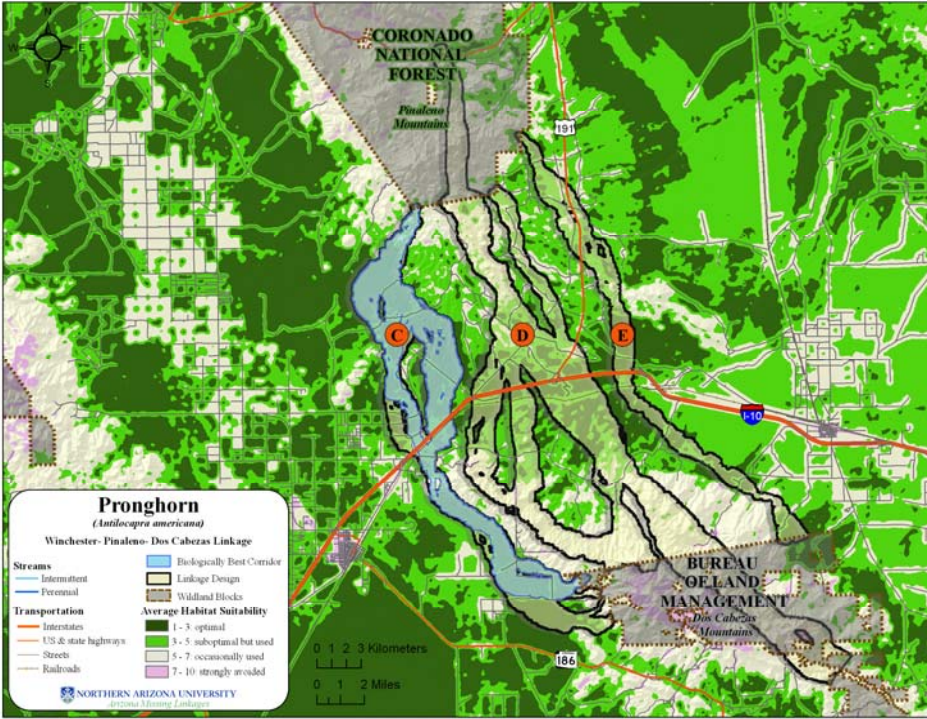 N
W
E
S
CORONADO
NATIONAL
FOREST
Pinaleno
Mountains
191
C
D
E
I-10
BUREAU
OF LAND
MANAGEMENT
Dos Cabezas
Mountains
186
0 1 2 3 Kilometers
0 1 2 Miles
Pronghorn
(Antilocapra americana)
Winchester- Pinaleno- Dos Cabezas Linkage
Streams
Intermittent
Perennial
Transportation
Interstates
US & state highways
Streets
Railroads
Biologically Best Corridor
Linkage Design
Wildland Blocks
Average Habitat Suitability
1 - 3: optimal
3 - 5: suboptimal but used
5 - 7: occasionally used
7 - 10: strongly avoided
NORTHERN ARIZONA UNIVERSITY
Arizona Missing Linkages